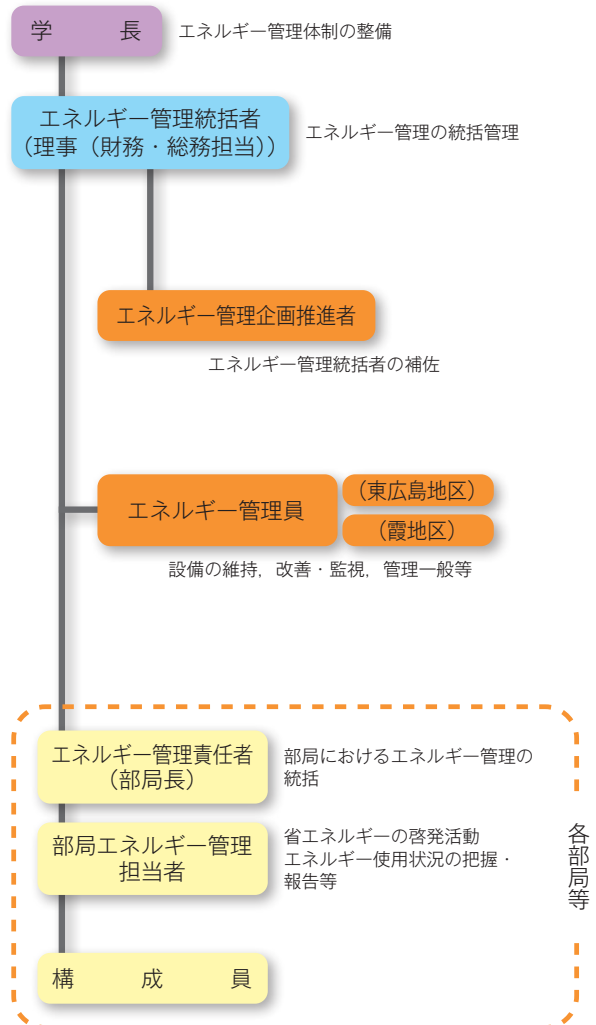 学　　長
エネルギー管理体制の整備
エネルギー管理統括者
（理事（財務・総務担当））
エネルギー管理の統括管理
エネルギー管理企画推進者
エネルギー管理統括者の補佐
エネルギー管理員
（東広島地区）
（霞地区）
設備の維持，改善・監視，管理一般等
エネルギー管理責任者
（部局長）
部局におけるエネルギー管理の
統括
部局エネルギー管理
担当者
省エネルギーの啓発活動
エネルギー使用状況の把握・
報告等
各部局等
構　成　員